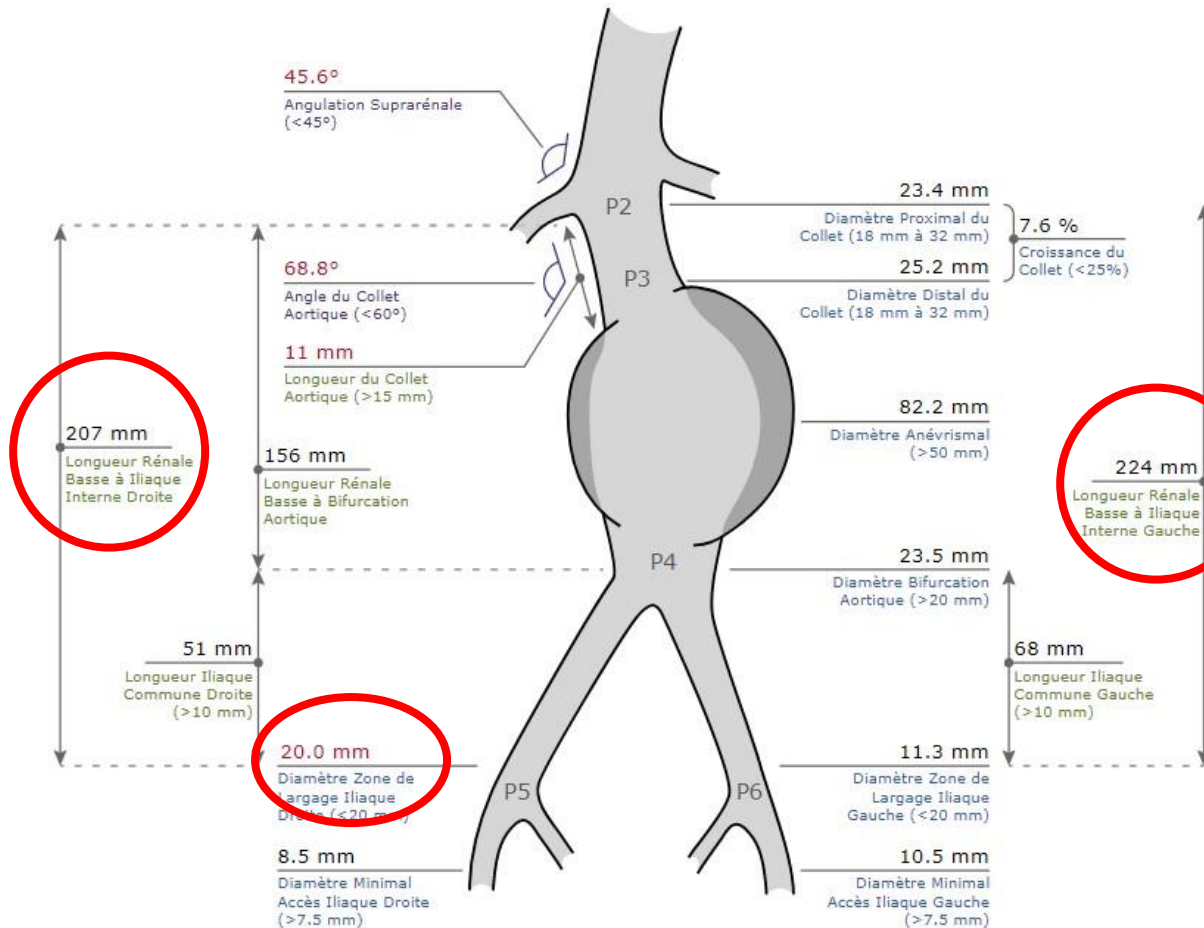 45.6°
Angulation Suprarénale
(<45°)
P2
23.4 mm
Diamètre Proximal du
Collet (18 mm à 32 mm)
7.6 %
Croissance du
Collet (<25%)
68.8°
Angle du Collet
Aortique (<60°)
P3
25.2 mm
Diamètre Distal du
Collet (18 mm à 32 mm)
11 mm
Longueur du Collet
Aortique (>15 mm)
207 mm
Longueur Rénale
Basse à Iliaque
Interne Droite
156 mm
Longueur Rénale
Basse à Bifurcation
Aortique
82.2 mm
Diamètre Anévrismal
(>50 mm)
224 mm
Longueur Rénale
Basse à Iliaque
Interne Gauche
P4
23.5 mm
Diamètre Bifurcation
Aortique (>20 mm)
51 mm
Longueur Iliaque
Commune Droite
(>10 mm)
68 mm
Longueur Iliaque
Commune Gauche
(>10 mm)
20.0 mm
Diamètre Zone de
Largage Iliaque
Droite (<20 mm)
P5
P6
11.3 mm
Diamètre Zone de
Largage Iliaque
Gauche (<20 mm)
8.5 mm
Diamètre Minimal
Accès Iliaque Droite
(>7.5 mm)
10.5 mm
Diamètre Minimal
Accès Iliaque Gauche
(>7.5 mm)